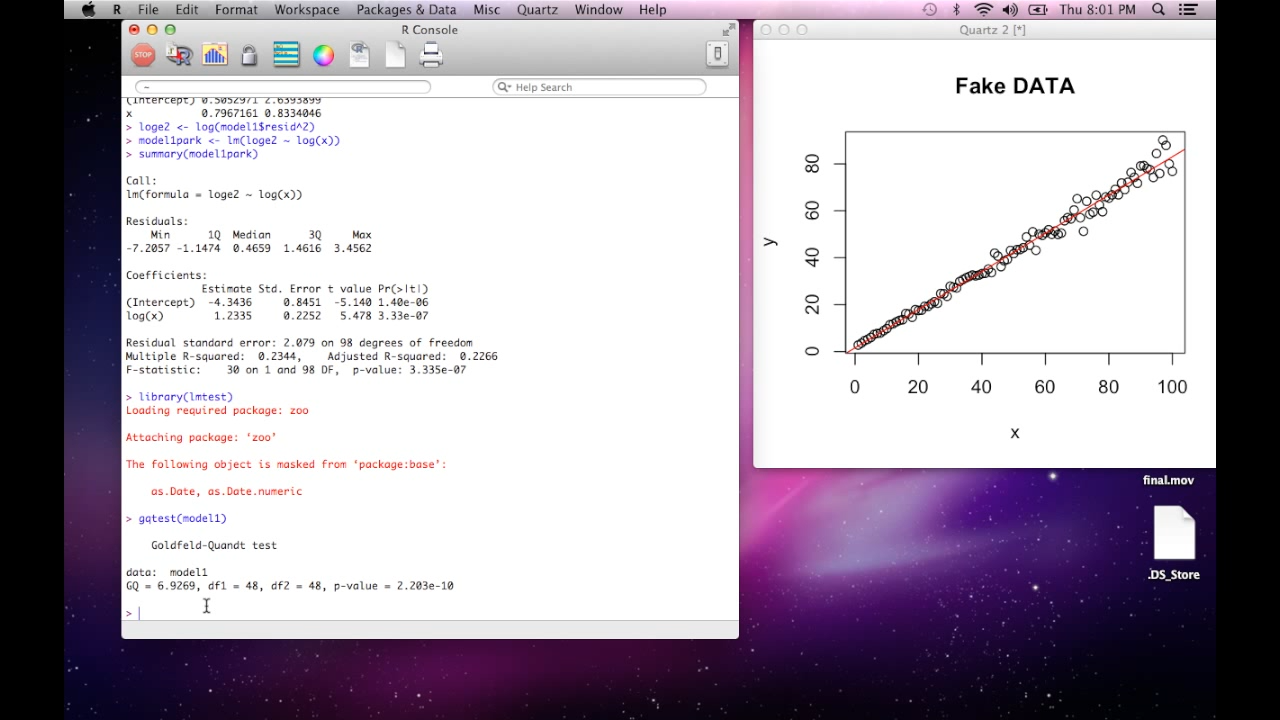 R File Edit Format Workspace Packages & Data Misc Quartz Window Help Thu 8:01 PM
R Console
STOP
~ Help Search
(Intercept) 0.5052971 2.6393899
x 0.7967161 0.8334046
> loge2 <- log(model1$resid^2)
> model1park <- lm(loge2 ~ log(x))
> summary(model1park)
Call:
lm(formula = loge2 ~ log(x))
Residuals:
Min 1Q Median 3Q Max
-7.2057 -1.1474 0.4659 1.4616 3.4562
Coefficients:
Estimate Std. Error t value Pr(>|t|)
(Intercept) -4.3436 0.8451 -5.140 1.40e-06
log(x) 1.2335 0.2252 5.478 3.33e-07
Residual standard error: 2.079 on 98 degrees of freedom
Multiple R-squared: 0.2344, Adjusted R-squared: 0.2266
F-statistic: 30 on 1 and 98 DF, p-value: 3.335e-07
> library(lmtest)
Loading required package: zoo
Attaching package: ‘zoo’
The following object is masked from ‘package:base’:
as.Date, as.Date.numeric
> gqtest(model1)
Goldfeld-Quandt test
data: model1
GQ = 6.9269, df1 = 48, df2 = 48, p-value = 2.203e-10
>
Quartz 2 [*]
Fake DATA
y
80
60
40
20
0
0 20 40 60 80 100
x
final.mov
.DS_Store